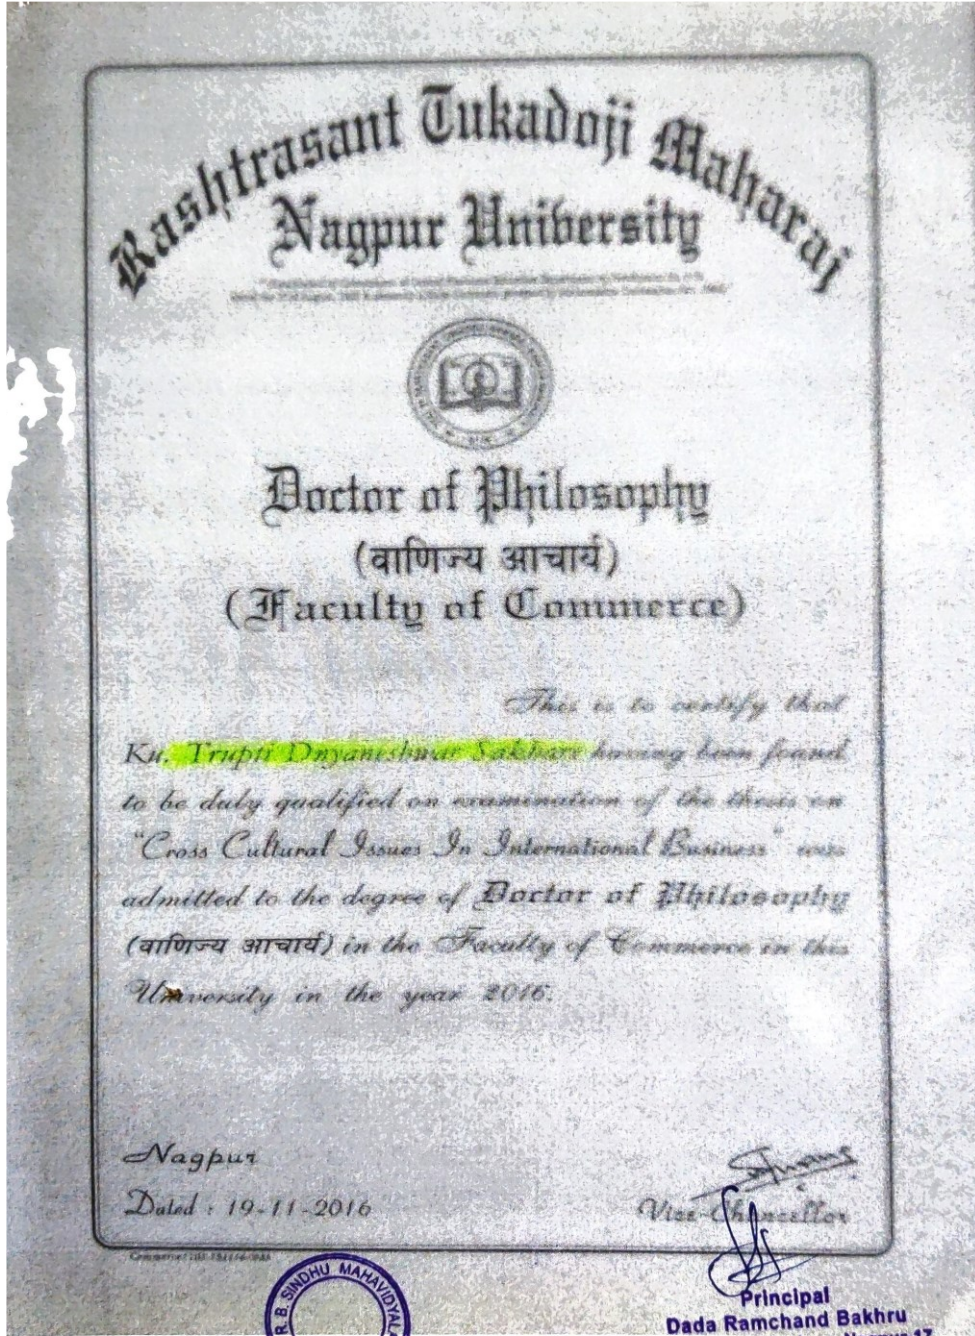 Rashtrasant Tukadoji Maharaj
Nagpur University
Doctor of Philosophy
(वाणिज्य आचार्य)
(Faculty of Commerce)
This is to certify that
Ku. Trupti Dnyaneshwar Sakhare having been found
to be duly qualified on examination of the thesis on
"Cross Cultural Issues In International Business" was
admitted to the degree of Doctor of Philosophy
(वाणिज्य आचार्य) in the Faculty of Commerce in this
University in the year 2016.
Nagpur
Dated : 19-11-2016
Vice-Chancellor
R. B. SINDHU MAHAVIDYAL
Principal
Dada Ramchand Bakhru